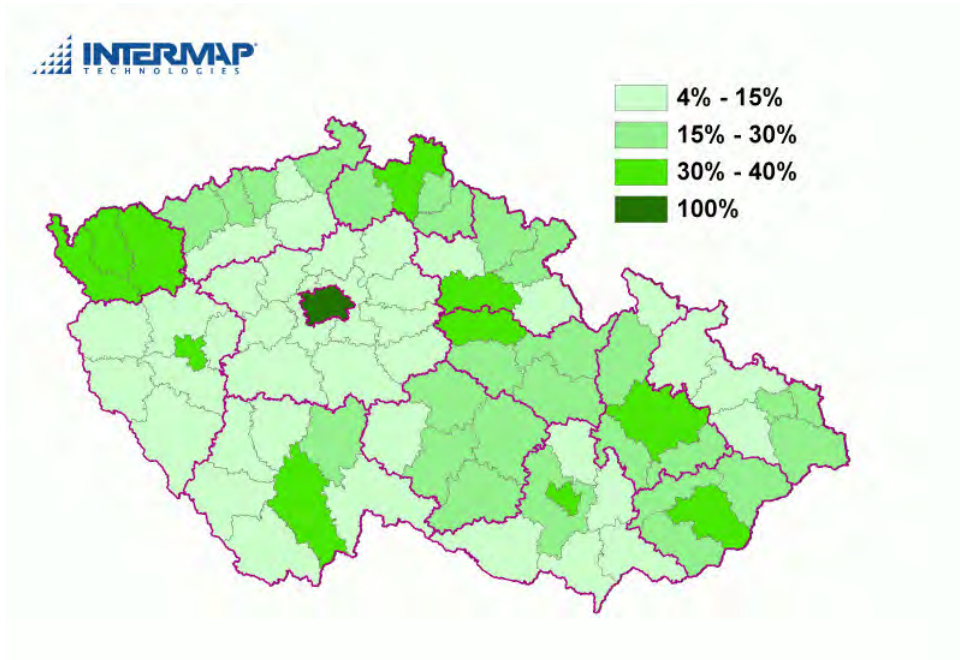 INTERMAP
TECHNOLOGIES
4% - 15%
15% - 30%
30% - 40%
100%